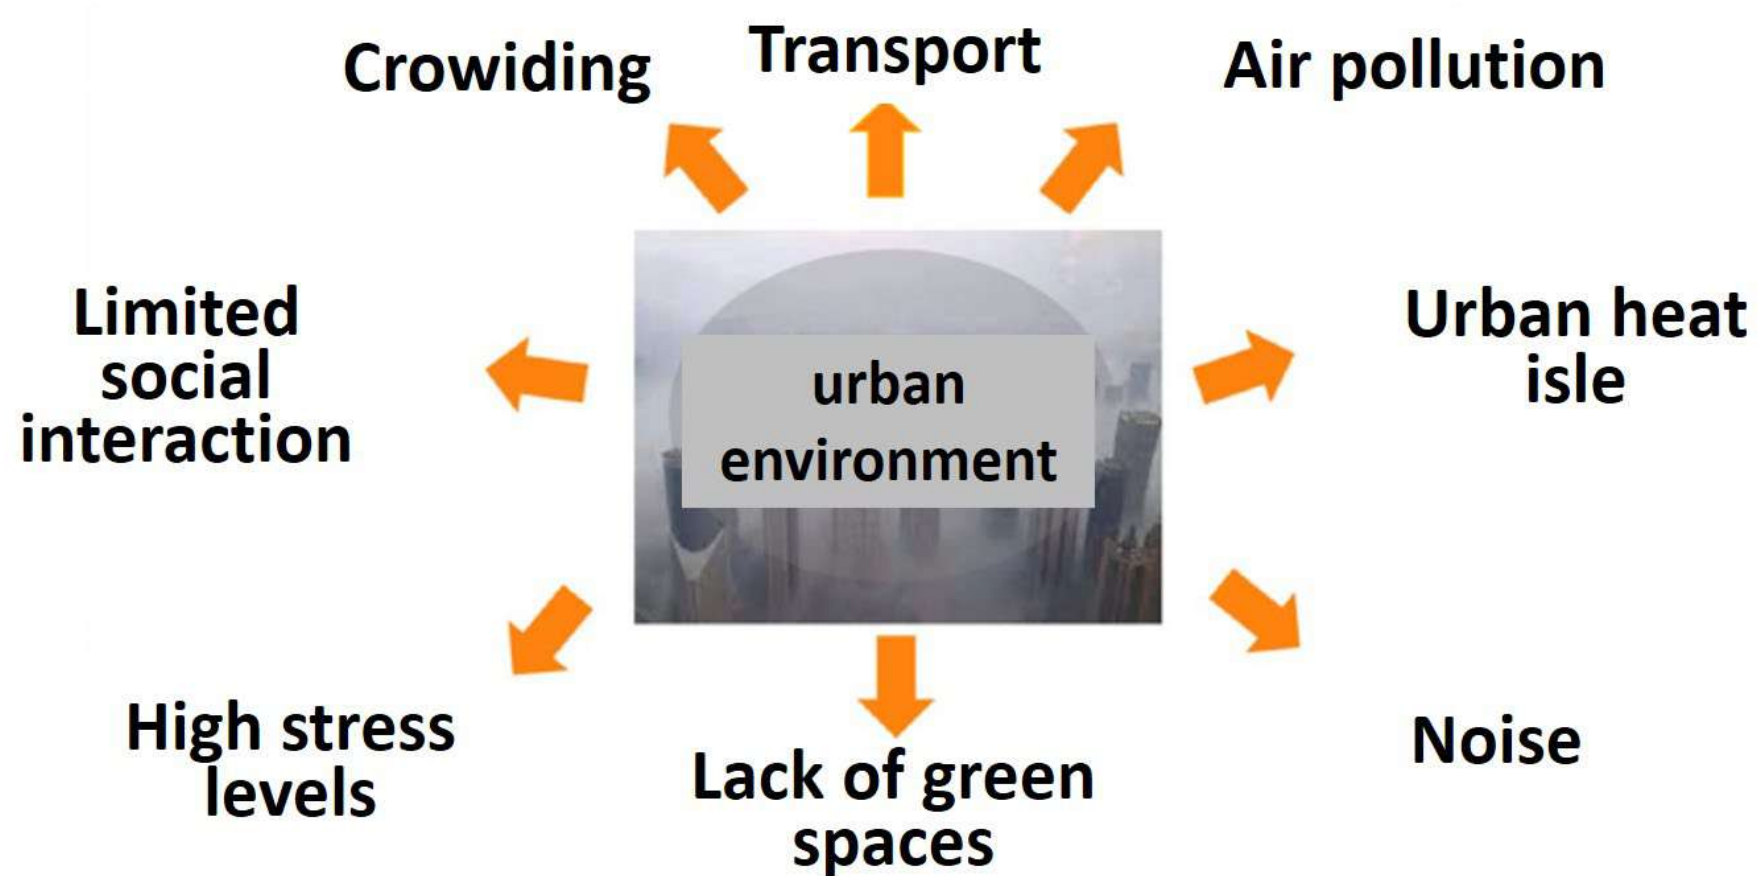 Crowiding
Transport
Air pollution
Limited
social
interaction
urban
environment
Urban heat
isle
High stress
levels
Lack of green
spaces
Noise